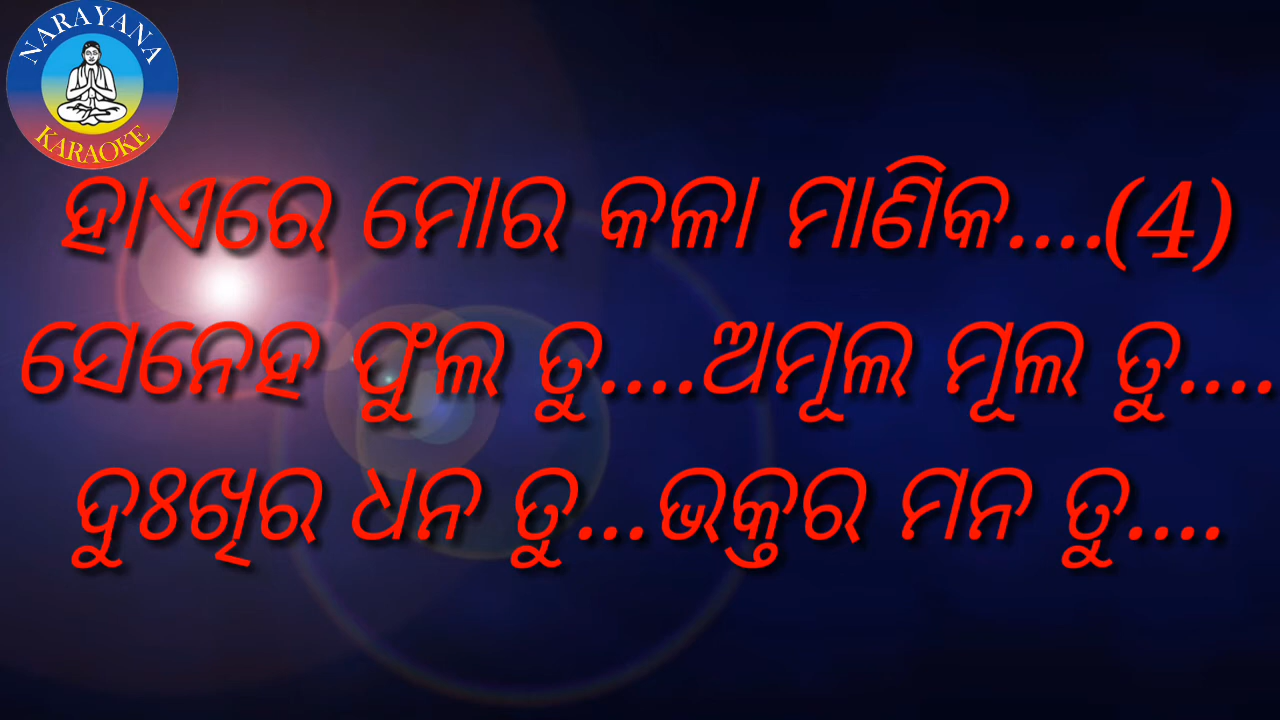 NARAYANA
KARAOKE
ହାଏରେ ମୋର କଳା ମାଣିକ....(4)
ସେନେହ ଫୁଁଲ ତୁ....ଅମୂଲ ମୂଲ ତୁ....
ଦୁଃଖିର ଧନ ତୁ...ଭକ୍ତର ମନ ତୁ....